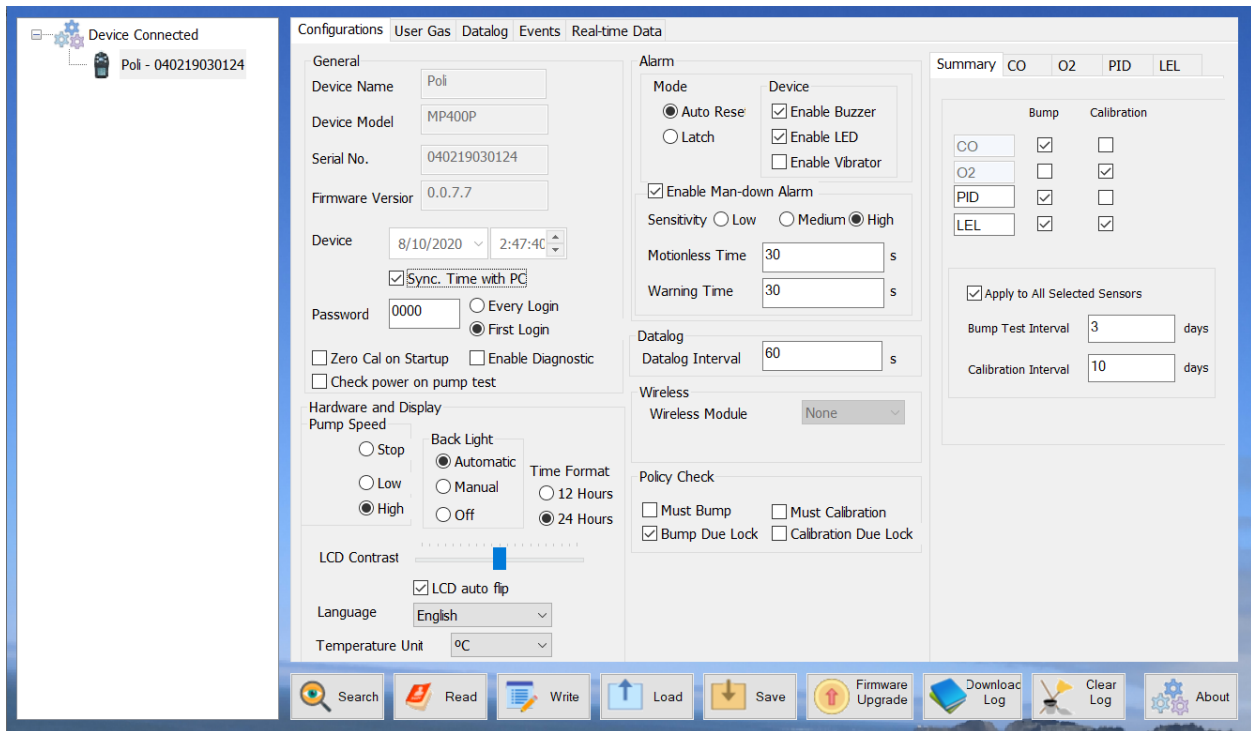 Device Connected
Poli - 040219030124
Configurations User Gas Datalog Events Real-time Data
General
Device Name Poli
Device Model MP400P
Serial No. 040219030124
Firmware Versior 0.0.7.7
Device 8/10/2020 2:47:40
Sync. Time with PC
Password 0000
Every Login
First Login
Zero Cal on Startup Enable Diagnostic
Check power on pump test
Hardware and Display
Pump Speed
Stop
Low
High
Back Light
Automatic
Manual
Off
Time Format
12 Hours
24 Hours
LCD Contrast
LCD auto flip
Language English
Temperature Unit ºC
Alarm
Mode
Auto Rese
Latch
Device
Enable Buzzer
Enable LED
Enable Vibrator
Enable Man-down Alarm
Sensitivity Low Medium High
Motionless Time 30 s
Warning Time 30 s
Datalog
Datalog Interval 60 s
Wireless
Wireless Module None
Policy Check
Must Bump Must Calibration
Bump Due Lock Calibration Due Lock
Summary CO O2 PID LEL
Bump Calibration
CO
O2
PID
LEL
Apply to All Selected Sensors
Bump Test Interval 3 days
Calibration Interval 10 days
Search
Read
Write
Load
Save
Firmware
Upgrade
Download
Log
Clear
Log
About